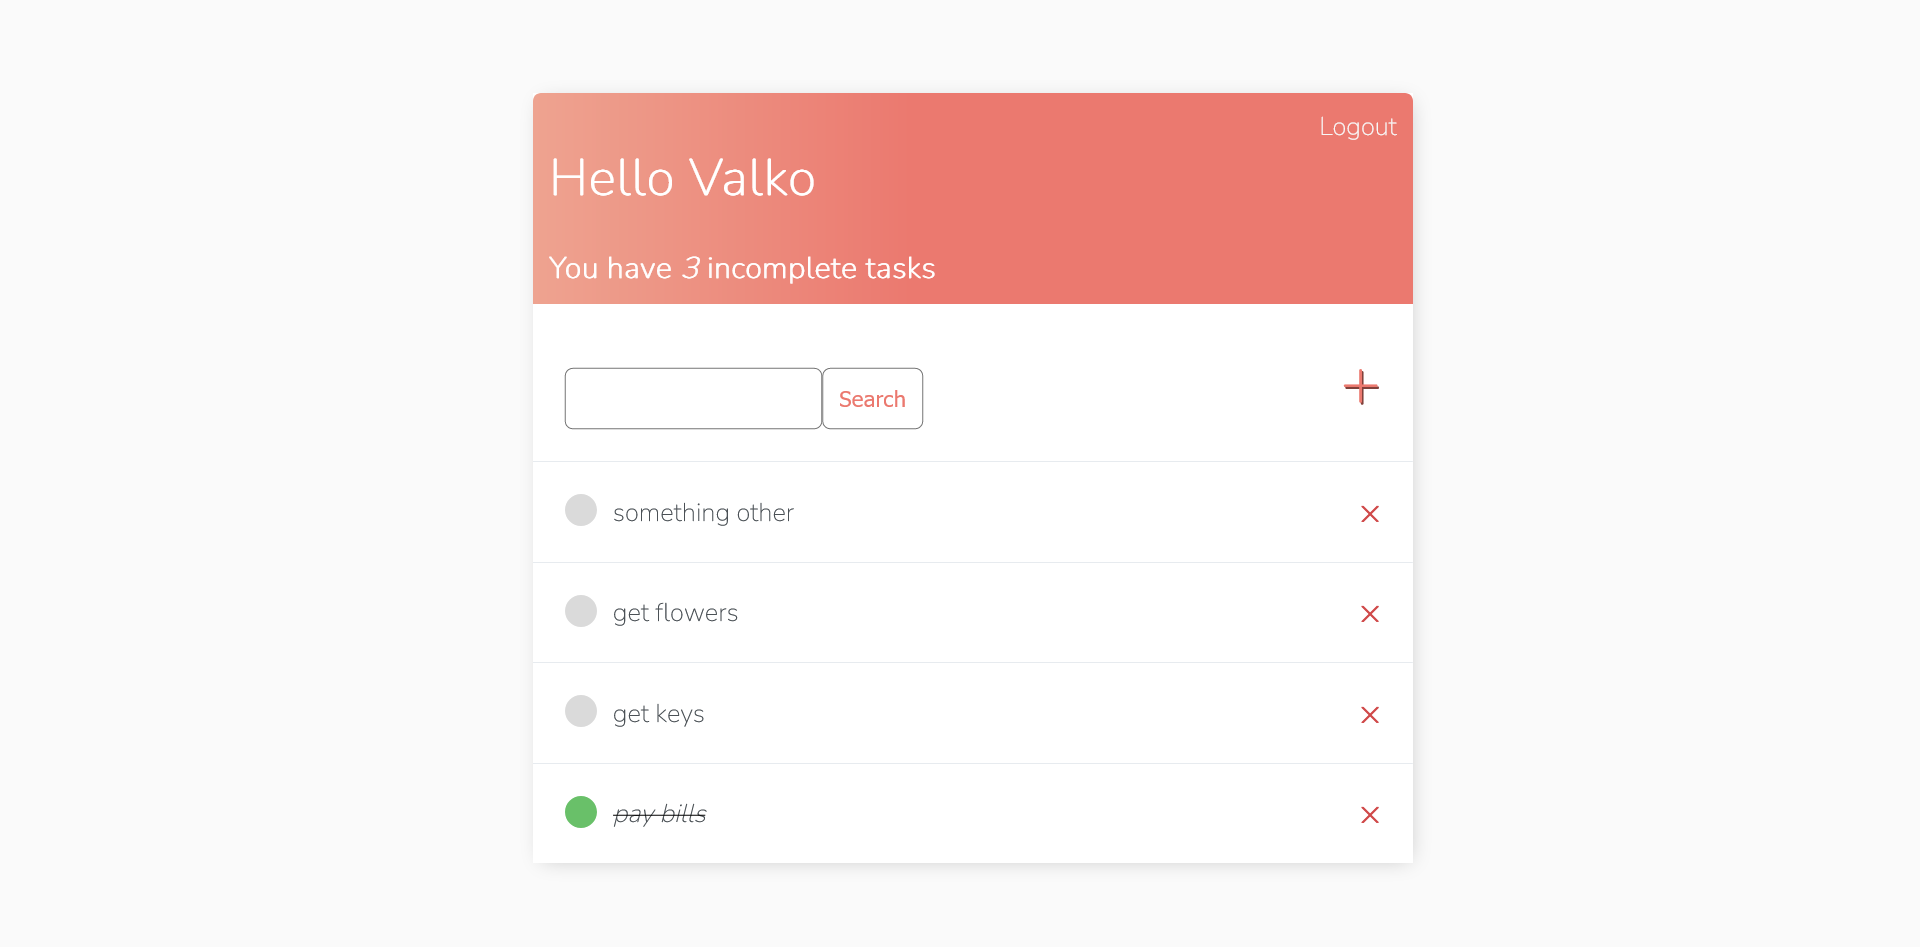 Logout
Hello Valko
You have 3 incomplete tasks
Search
something other
get flowers
get keys
pay bills